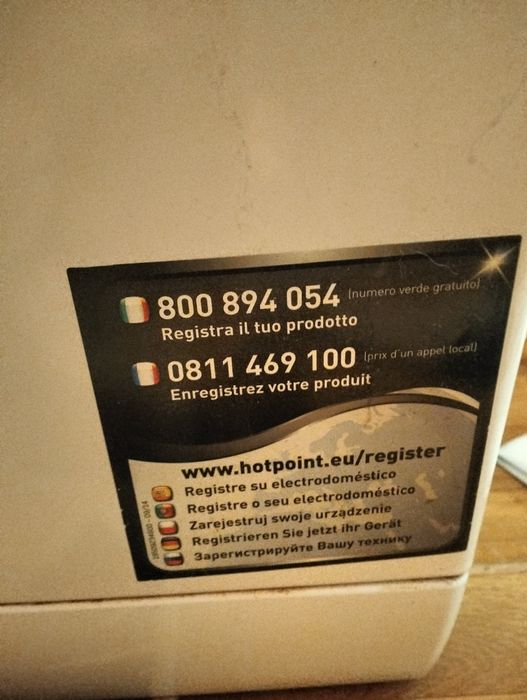 800 894 054 (numero verde gratuito)
Registra il tuo prodotto
0811 469 100 (prix d'un appel local)
Enregistrez votre produit
www.hotpoint.eu/register
Registre su electrodoméstico
Registre o seu electrodoméstico
Zarejestruj swoje urządzenie
Registrieren Sie jetzt ihr Gerät
Зарегистрируйте Вашу технику